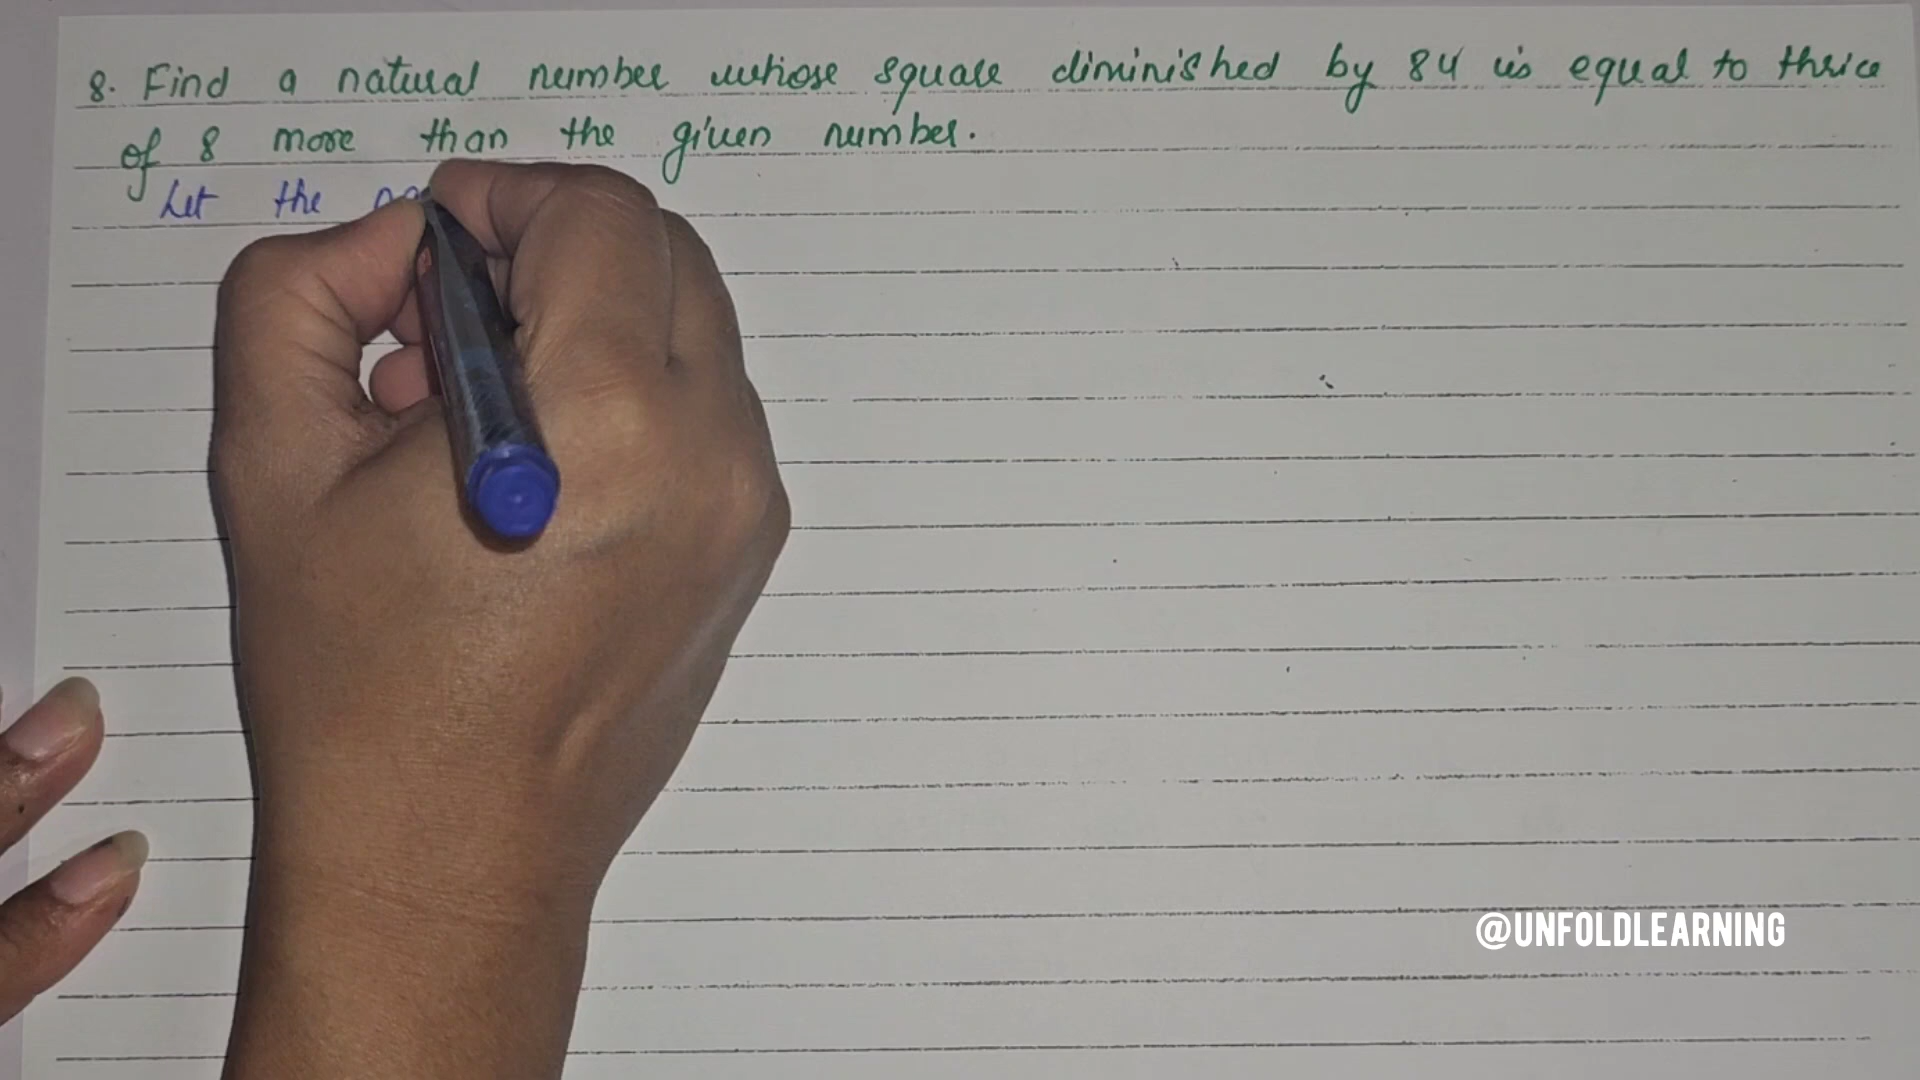 8. Find a natural number whose square diminished by 84 is equal to thrice
of 8 more than the given number.
Let the
@UNFOLDLEARNING